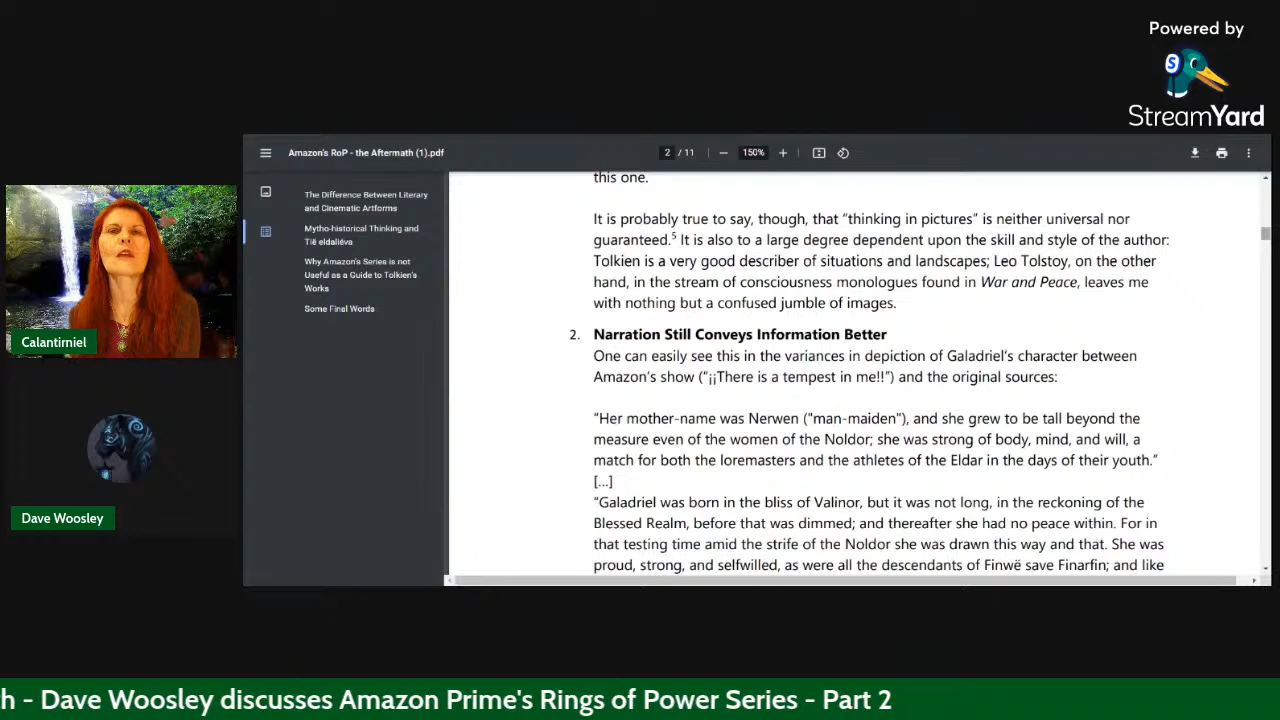 Powered by
S
StreamYard
Amazon's RoP - the Aftermath (1).pdf
2 / 11
150%
The Difference Between Literary
and Cinematic Artforms
Mytho-historical Thinking and
Tië eldaliéva
Why Amazon's Series is not
Useful as a Guide to Tolkien's
Works
Some Final Words
this one.
It is probably true to say, though, that “thinking in pictures” is neither universal nor
guaranteed.⁵ It is also to a large degree dependent upon the skill and style of the author:
Tolkien is a very good describer of situations and landscapes; Leo Tolstoy, on the other
hand, in the stream of consciousness monologues found in War and Peace, leaves me
with nothing but a confused jumble of images.
2. Narration Still Conveys Information Better
One can easily see this in the variances in depiction of Galadriel’s character between
Amazon’s show (“¡¡There is a tempest in me!!”) and the original sources:
“Her mother-name was Nerwen ("man-maiden"), and she grew to be tall beyond the
measure even of the women of the Noldor; she was strong of body, mind, and will, a
match for both the loremasters and the athletes of the Eldar in the days of their youth.”
[...]
“Galadriel was born in the bliss of Valinor, but it was not long, in the reckoning of the
Blessed Realm, before that was dimmed; and thereafter she had no peace within. For in
that testing time amid the strife of the Noldor she was drawn this way and that. She was
proud, strong, and selfwilled, as were all the descendants of Finwë save Finarfin; and like
Calantirniel
Dave Woosley
h - Dave Woosley discusses Amazon Prime's Rings of Power Series - Part 2